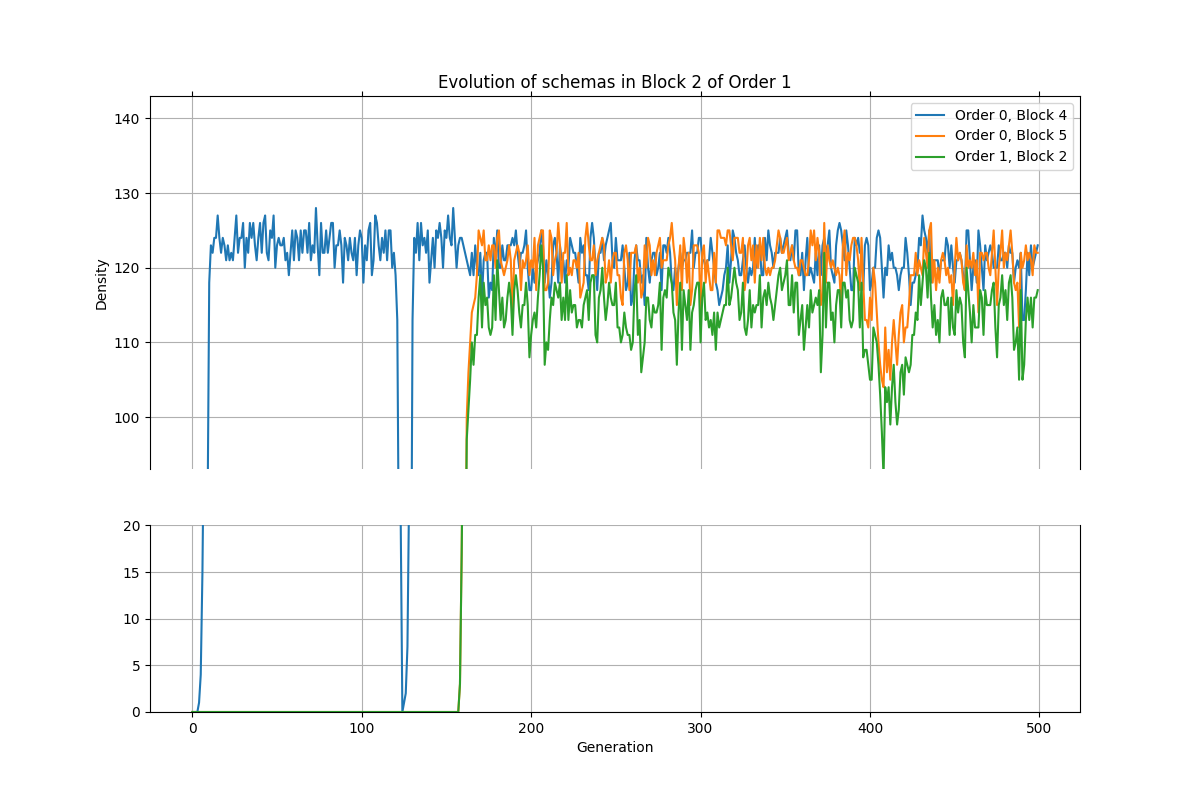 Evolution of schemas in Block 2 of Order 1
Order 0, Block 4
Order 0, Block 5
Order 1, Block 2
140
130
120
110
100
Density
20
15
10
5
0
0 100 200 300 400 500
Generation